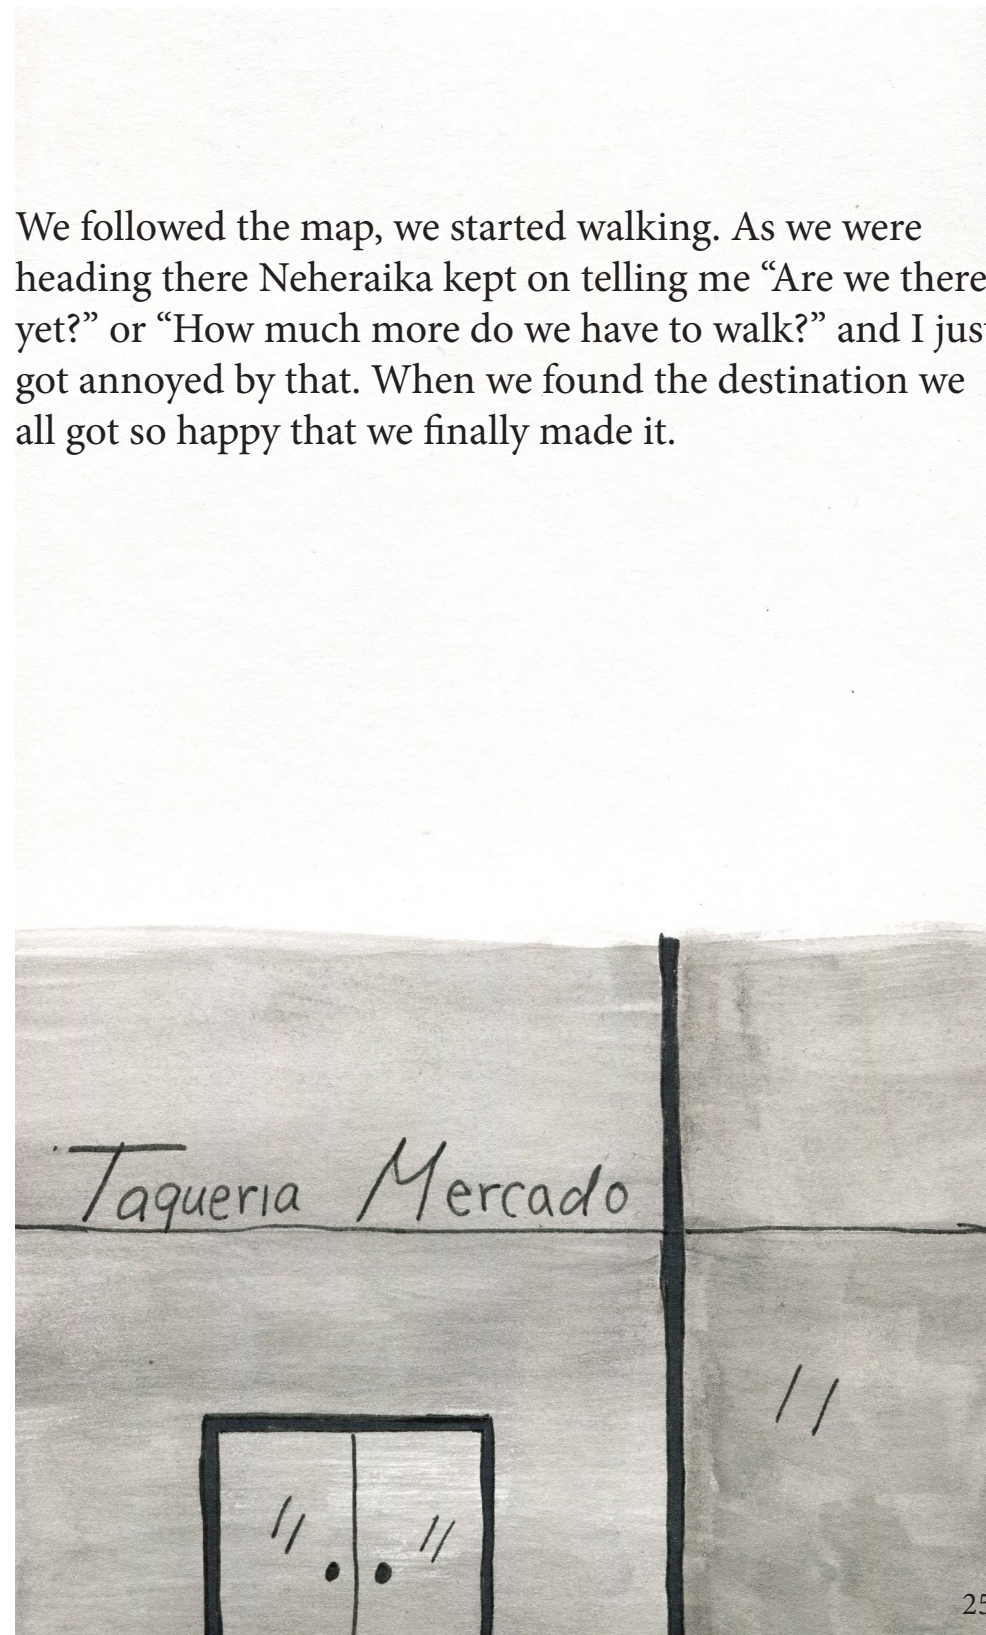 We followed the map, we started walking. As we were
heading there Neheraika kept on telling me “Are we there
yet?” or “How much more do we have to walk?” and I just
got annoyed by that. When we found the destination we
all got so happy that we finally made it.
Taqueria Mercado
25